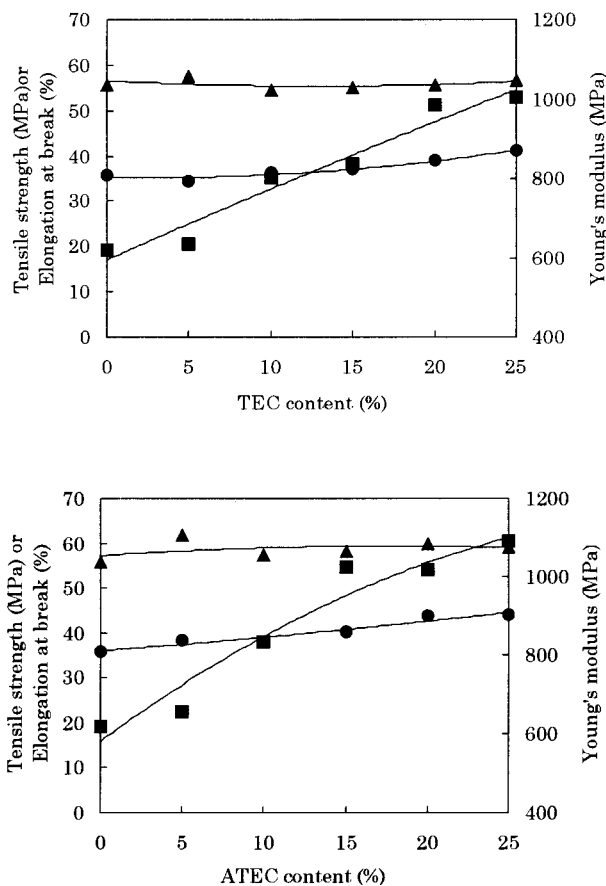 Tensile strength (MPa)or
Elongation at break (%)
70
60
50
40
30
20
10
0
1200
1000
800
600
400
Young's modulus (MPa)
0 5 10 15 20 25
TEC content (%)
Tensile strength (MPa) or
Elongation at break (%)
70
60
50
40
30
20
10
0
1200
1000
800
600
400
Young's modulus (MPa)
0 5 10 15 20 25
ATEC content (%)